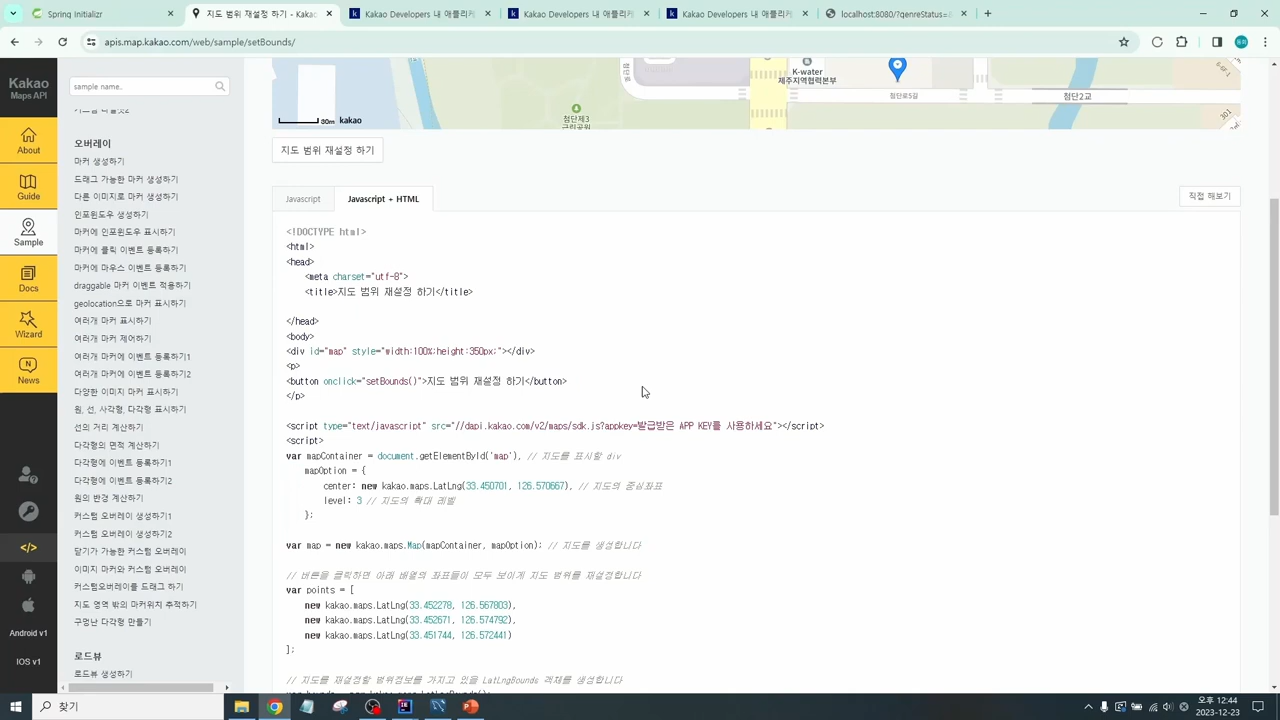 Spring Initializr
지도 범위 재설정 하기 - Kakao
Kakao Developers 내 애플리케
Kakao Developers 내 애플리케
Kakao Developers 내 애플리케
localhost:8080/?genreStatus=
apis.map.kakao.com/web/sample/setBounds/
Kakao
Maps API
About
Guide
Sample
Docs
Wizard
News
Android v1
IOS v1
sample name..
오버레이
마커 생성하기
드래그 가능한 마커 생성하기
다른 이미지로 마커 생성하기
인포윈도우 생성하기
마커에 인포윈도우 표시하기
마커에 클릭 이벤트 등록하기
마커에 마우스 이벤트 등록하기
draggable 마커 이벤트 적용하기
geolocation으로 마커 표시하기
여러개 마커 표시하기
여러개 마커 제어하기
여러개 마커에 이벤트 등록하기1
여러개 마커에 이벤트 등록하기2
다양한 이미지 마커 표시하기
원, 선, 사각형, 다각형 표시하기
선의 거리 계산하기
다각형의 면적 계산하기
다각형에 이벤트 등록하기1
다각형에 이벤트 등록하기2
원의 반경 계산하기
커스텀 오버레이 생성하기1
커스텀 오버레이 생성하기2
닫기가 가능한 커스텀 오버레이
이미지 마커와 커스텀 오버레이
커스텀오버레이를 드래그 하기
지도 영역 밖의 마커위치 추적하기
구멍난 다각형 만들기
로드뷰
로드뷰 생성하기
K-water
제주지역협력본부
첨단로
첨단로5길
첨단2교
첨단제3
근린공원
301
80m kakao
지도 범위 재설정 하기
Javascript
Javascript + HTML
직접 해보기
<!DOCTYPE html>
<html>
<head>
<meta charset="utf-8">
<title>지도 범위 재설정 하기</title>
</head>
<body>
<div id="map" style="width:100%;height:350px;"></div>
<p>
<button onclick="setBounds()">지도 범위 재설정 하기</button>
</p>
<script type="text/javascript" src="//dapi.kakao.com/v2/maps/sdk.js?appkey=발급받은 APP KEY를 사용하세요"></script>
<script>
var mapContainer = document.getElementById('map'), // 지도를 표시할 div
mapOption = {
center: new kakao.maps.LatLng(33.450701, 126.570667), // 지도의 중심좌표
level: 3 // 지도의 확대 레벨
};
var map = new kakao.maps.Map(mapContainer, mapOption); // 지도를 생성합니다
// 버튼을 클릭하면 아래 배열의 좌표들이 모두 보이게 지도 범위를 재설정합니다
var points = [
new kakao.maps.LatLng(33.452278, 126.567803),
new kakao.maps.LatLng(33.452671, 126.574792),
new kakao.maps.LatLng(33.451744, 126.572441)
];
// 지도를 재설정할 범위정보를 가지고 있을 LatLngBounds 객체를 생성합니다
찾기
오후 12:44
2023-12-23